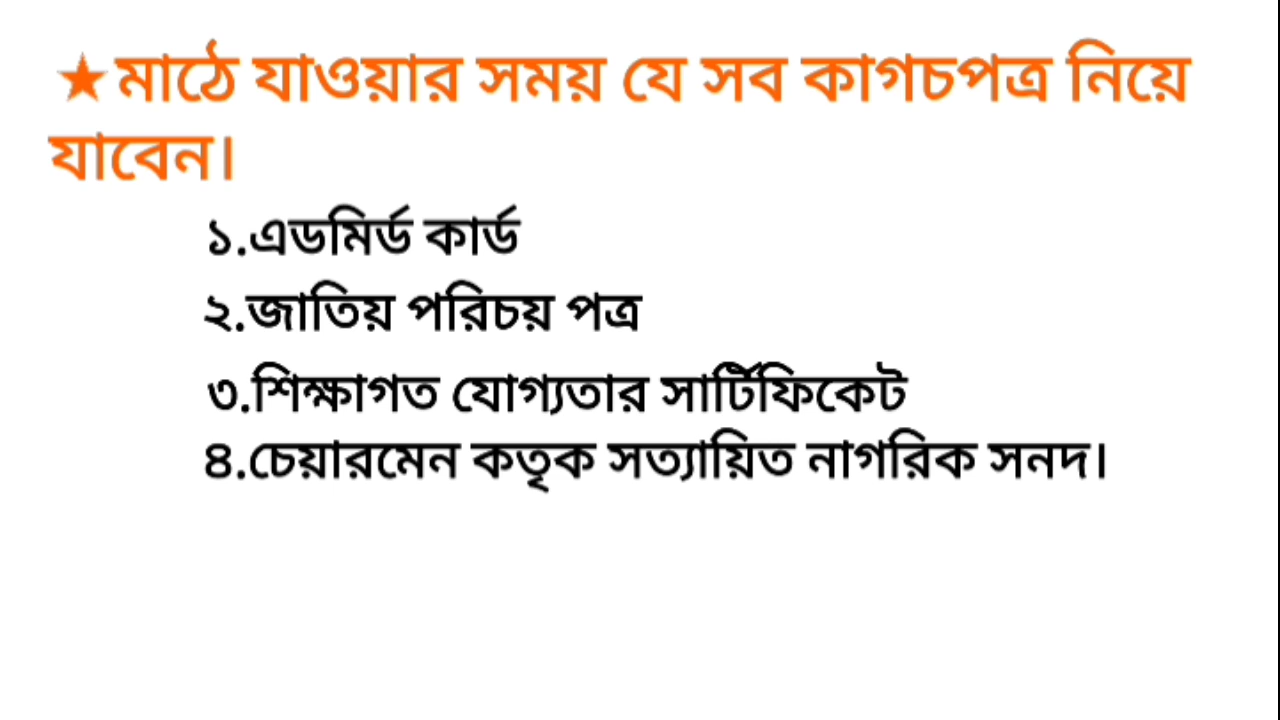 ★মাঠে যাওয়ার সময় যে সব কাগচপত্র নিয়ে
যাবেন।
১.এডমির্ড কার্ড
২.জাতিয় পরিচয় পত্র
৩.শিক্ষাগত যোগ্যতার সার্টিফিকেট
৪.চেয়ারমেন কতৃক সত্যায়িত নাগরিক সনদ।